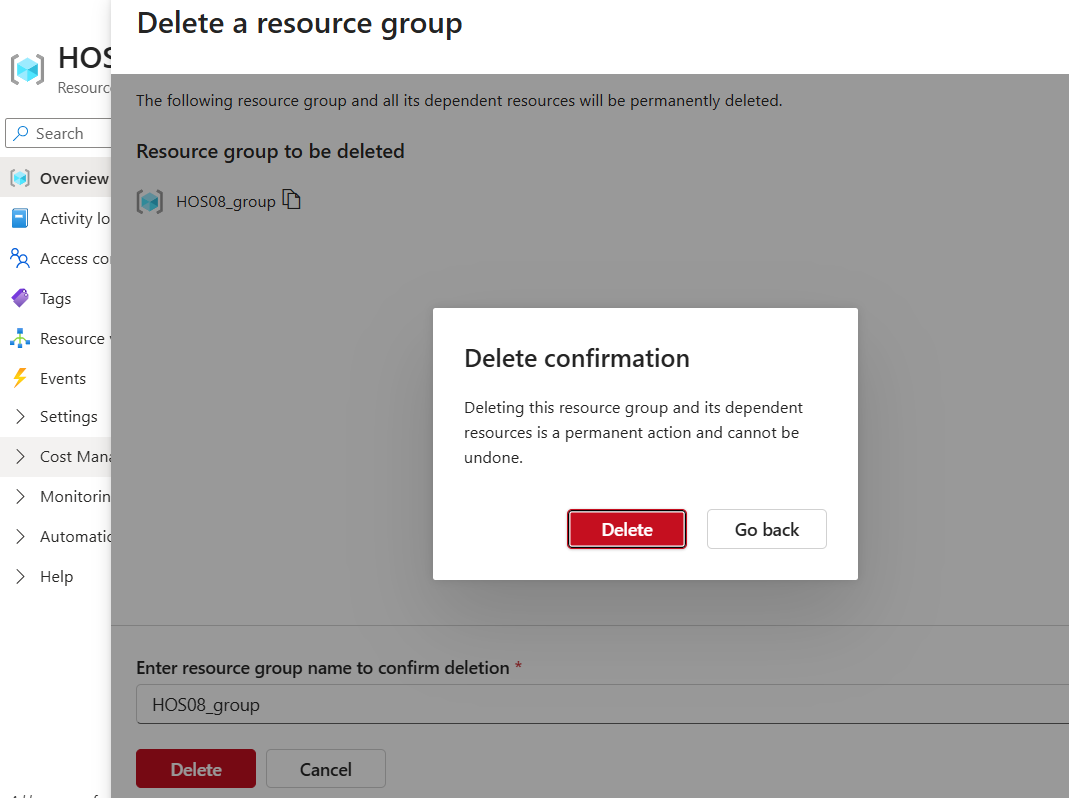 Delete a resource group
HOS
Resourc
Search
Overview
Activity lo
Access co
Tags
Resource
Events
Settings
Cost Mana
Monitorin
Automatic
Help
The following resource group and all its dependent resources will be permanently deleted.
Resource group to be deleted
HOS08_group
Delete confirmation
Deleting this resource group and its dependent
resources is a permanent action and cannot be
undone.
Delete
Go back
Enter resource group name to confirm deletion *
HOS08_group
Delete
Cancel